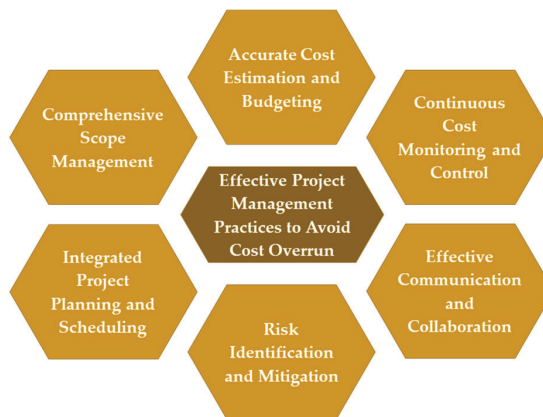 Accurate Cost
Estimation and
Budgeting
Comprehensive
Scope
Management
Continuous
Cost
Monitoring and
Control
Effective Project
Management
Practices to Avoid
Cost Overrun
Integrated
Project
Planning and
Scheduling
Effective
Communication
and
Collaboration
Risk
Identification
and Mitigation